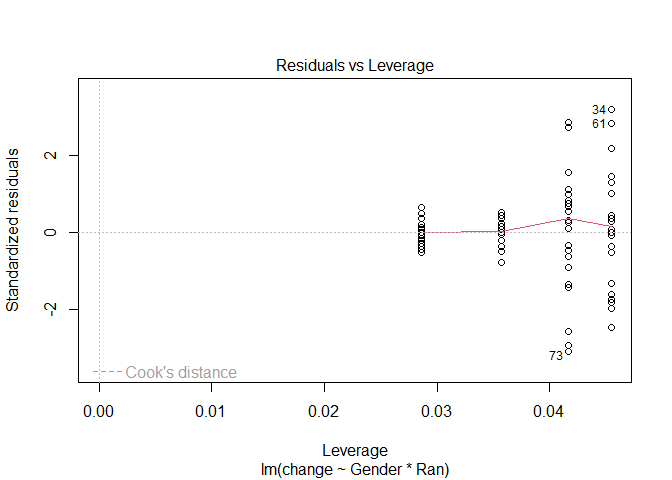 Residuals vs Leverage
Standardized residuals
2
0
-2
34
61
73
Cook's distance
0.00 0.01 0.02 0.03 0.04
Leverage
lm(change ~ Gender * Ran)